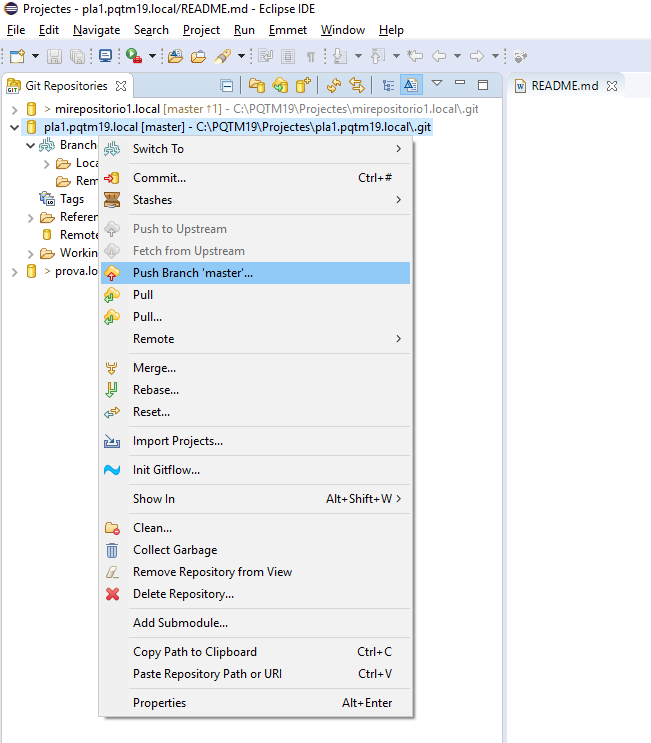 Projectes - pla1.pqtm19.local/README.md - Eclipse IDE
File Edit Navigate Search Project Run Emmet Window Help
Git Repositories
README.md
> mirepositorio1.local [master ↑1] - C:\PQTM19\Projectes\mirepositorio1.local\.git
pla1.pqtm19.local [master] - C:\PQTM19\Projectes\pla1.pqtm19.local\.git
Branch
Loca
Rem
Tags
Referen
Remote
Workin
> prova.lo
Switch To
Commit... Ctrl+#
Stashes
Push to Upstream
Fetch from Upstream
Push Branch 'master'...
Pull
Pull...
Remote
Merge...
Rebase...
Reset...
Import Projects...
Init Gitflow...
Show In Alt+Shift+W
Clean...
Collect Garbage
Remove Repository from View
Delete Repository...
Add Submodule...
Copy Path to Clipboard Ctrl+C
Paste Repository Path or URI Ctrl+V
Properties Alt+Enter